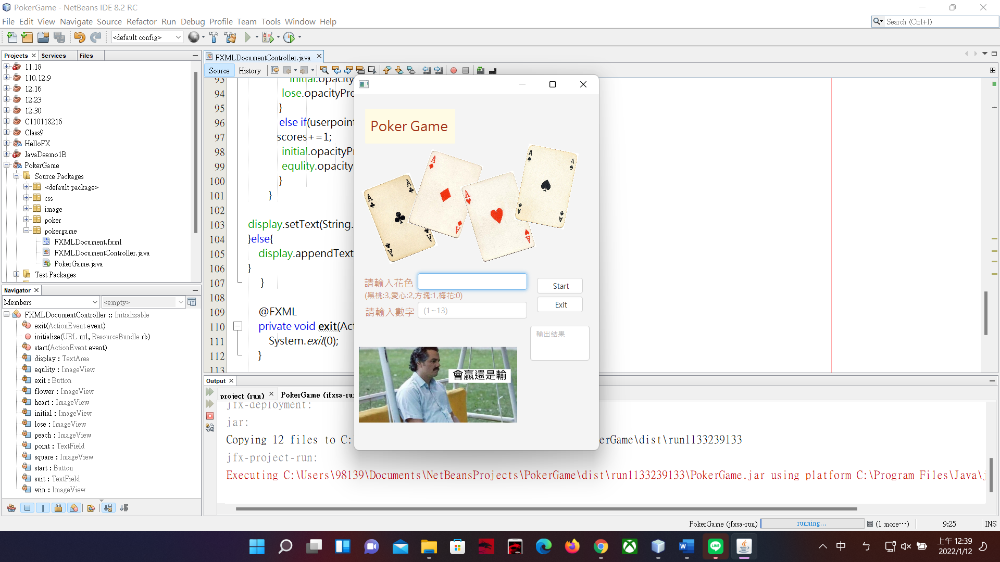 PokerGame - NetBeans IDE 8.2 RC
File Edit View Navigate Source Refactor Run Debug Profile Team Tools Window Help
Search (Ctrl+I)
<default config>
Projects
Services
Files
11.18
110.12.9
12.16
12.23
12.30
C110118216
Class9
HelloFX
JavaDeemo1B
PokerGame
Source Packages
<default package>
css
image
poker
pokergame
FXMLDocument.fxml
FXMLDocumentController.java
PokerGame.java
Test Packages
Navigator
Members
<empty>
FXMLDocumentController :: Initializable
exit(ActionEvent event)
initialize(URL url, ResourceBundle rb)
start(ActionEvent event)
display : TextArea
equlity : ImageView
exit : Button
flower : ImageView
heart : ImageView
initial : ImageView
lose : ImageView
peach : ImageView
point : TextField
square : ImageView
start : Button
suit : TextField
win : ImageView
FXMLDocumentController.java
Source History
93 initial.opacity
94 lose.opacityPro
95 }
96 else if(userpoint
97 scores+=1;
98 initial.opacityPr
99 equlity.opacity
100 }
101 }
102
103 display.setText(String.
104 }else{
105 display.appendText
106 }
107 }
108
109 @FXML
110 private void exit(Act
111 System.exit(0);
112 }
113
Poker Game
A
A
A
A
A
A
A
A
A
A
A
A
請輸入花色
(黑桃:3,愛心:2,方塊:1,梅花:0)
請輸入數字
(1~13)
Start
Exit
輸出結果
會贏還是輸
Output
project (run)
PokerGame (jfxsa-run
jfx-deployment:
jar:
Copying 12 files to C:
erGame\dist\run1133239133
jfx-project-run:
Executing C:\Users\98139\Documents\NetBeansProjects\PokerGame\dist\run1133239133\PokerGame.jar using platform C:\Program Files\Java\j
PokerGame (jfxsa-run)
running...
(1 more...)
9:25
INS
中
ㄅ
上午 12:39
2022/1/12